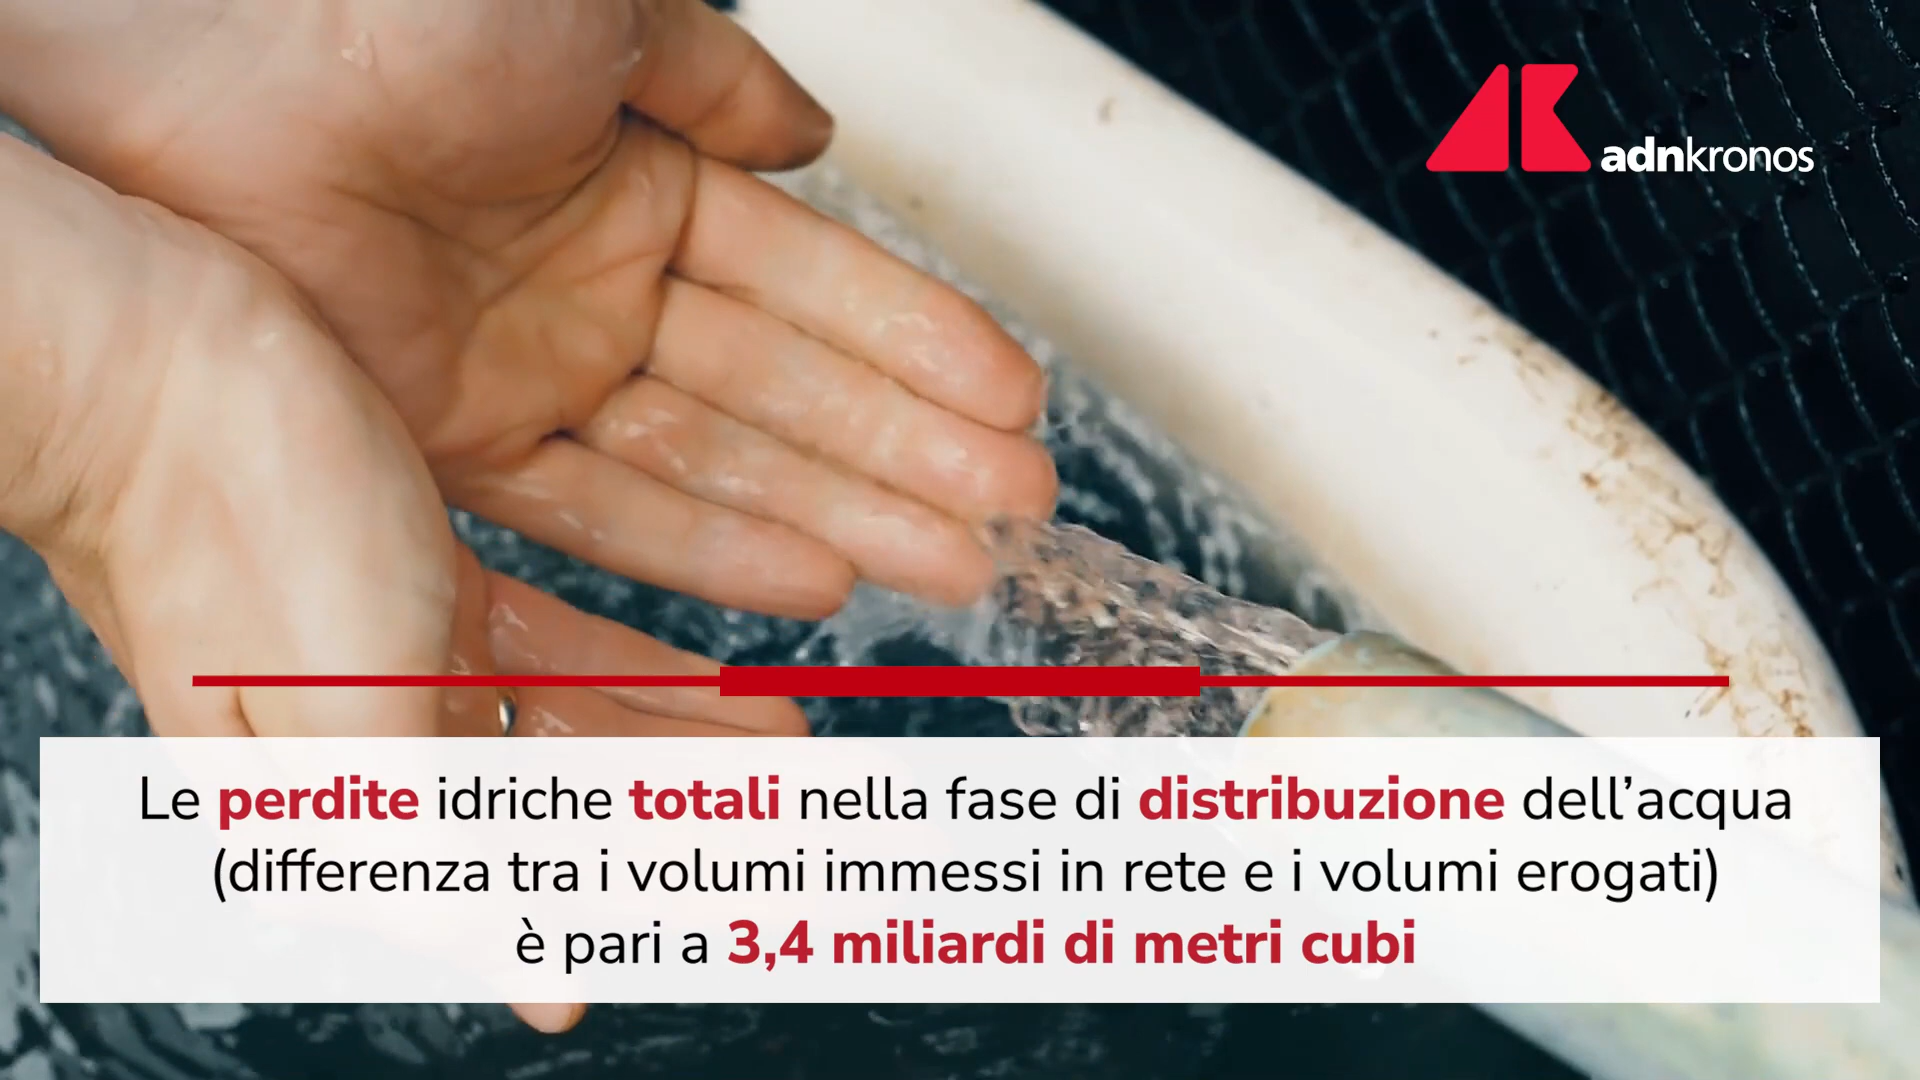 adnkronos
Le perdite idriche totali nella fase di distribuzione dell’acqua
(differenza tra i volumi immessi in rete e i volumi erogati)
è pari a 3,4 miliardi di metri cubi